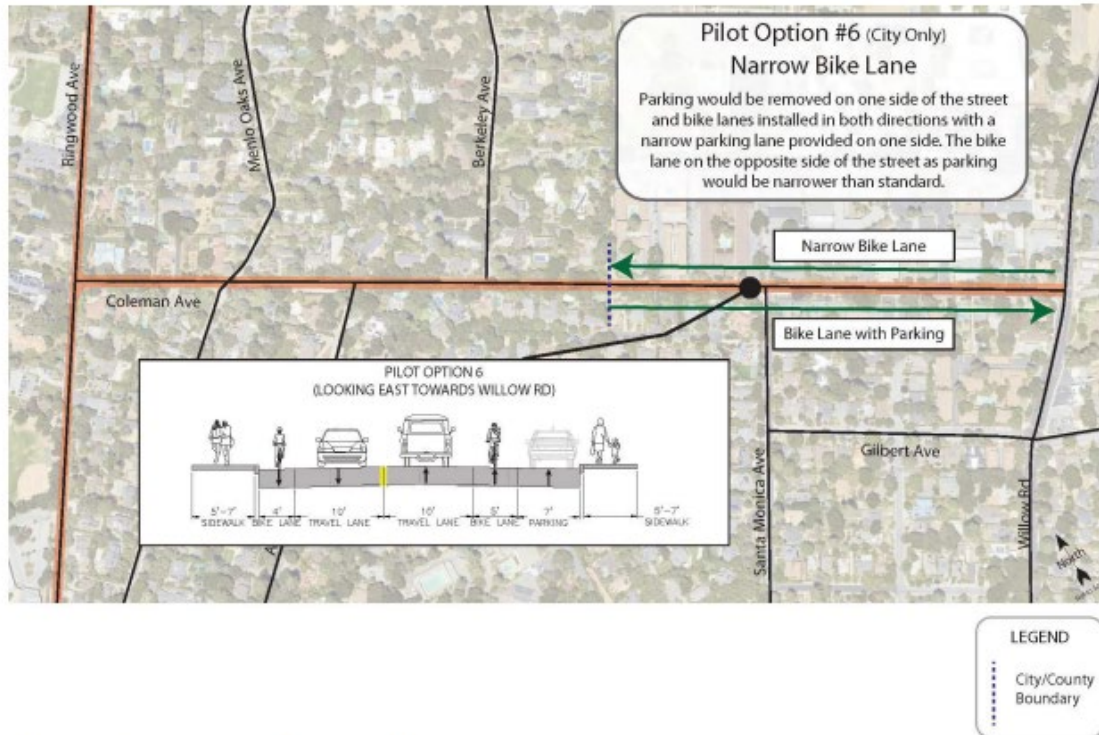 Pilot Option #6 (City Only)
Narrow Bike Lane
Parking would be removed on one side of the street
and bike lanes installed in both directions with a
narrow parking lane provided on one side. The bike
lane on the opposite side of the street as parking
would be narrower than standard.
Ringwood Ave
Menlo Oaks Ave
Berkeley Ave
Narrow Bike Lane
Coleman Ave
Bike Lane with Parking
PILOT OPTION 6
(LOOKING EAST TOWARDS WILLOW RD)
5'-7' 4' 10' 10' 5' 7' 5'-7'
SIDEWALK BIKE LANE TRAVEL LANE TRAVEL LANE BIKE LANE PARKING SIDEWALK
Gilbert Ave
Santa Monica Ave
Willow Rd
North
LEGEND
City/County
Boundary